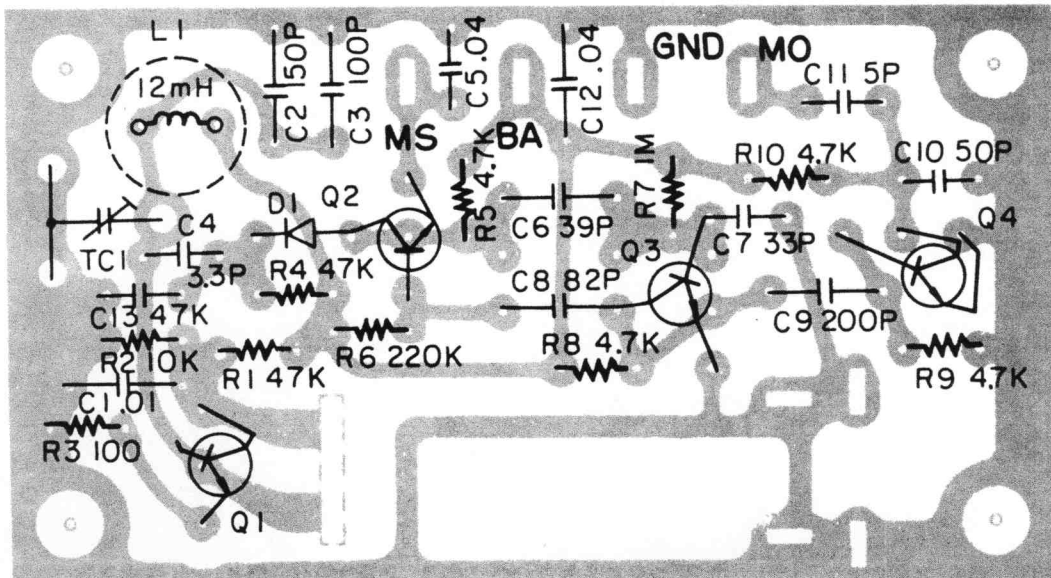 L1
12mH
C2 150P
C3 100P
C5 .04
C12 .04
GND MO
C11 5P
MS
BA
R5 4.7K
R7 1M
R10 4.7K
C10 50P
D1
Q2
C6 39P
Q3
C7 33P
Q4
TC1
C4
3.3P
R4 47K
C8 82P
C13 47K
R2 10K
R1 47K
R6 220K
R8 4.7K
C9 200P
R9 4.7K
C1 .01
R3 100
Q1